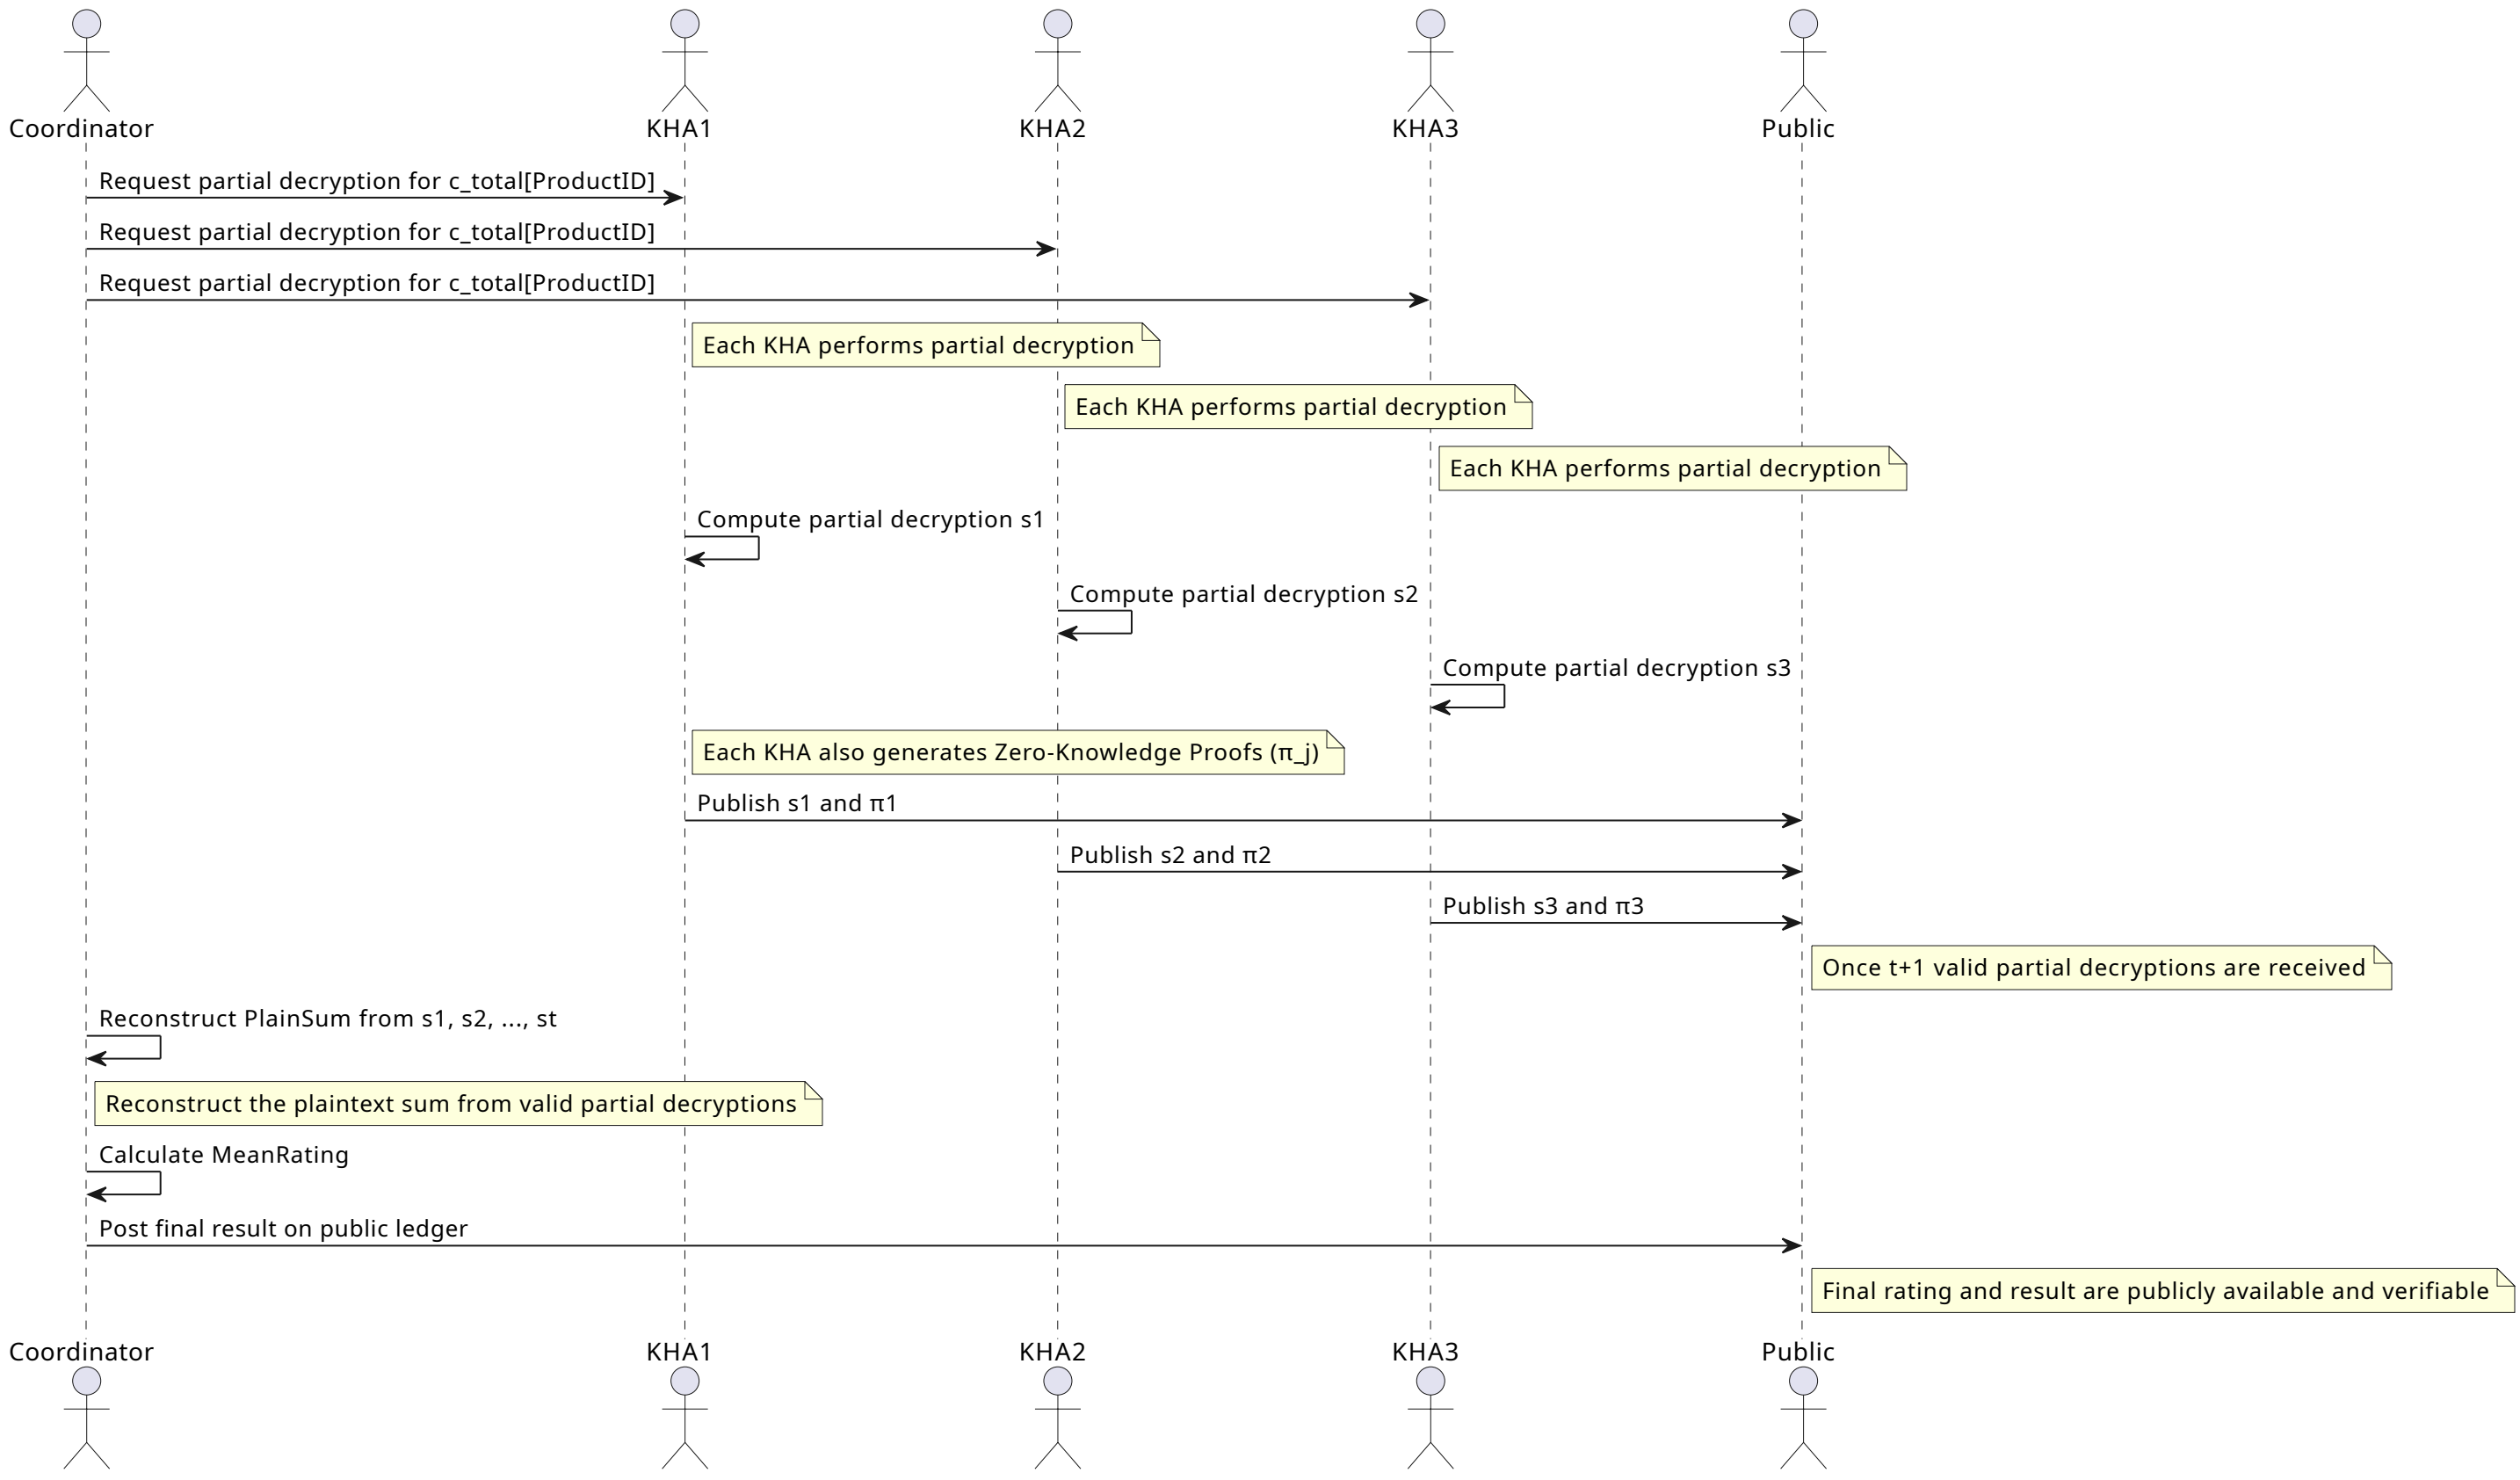 Coordinator
KHA1
KHA2
KHA3
Public
Request partial decryption for c_total[ProductID]
Request partial decryption for c_total[ProductID]
Request partial decryption for c_total[ProductID]
Each KHA performs partial decryption
Each KHA performs partial decryption
Each KHA performs partial decryption
Compute partial decryption s1
Compute partial decryption s2
Compute partial decryption s3
Each KHA also generates Zero-Knowledge Proofs (π_j)
Publish s1 and π1
Publish s2 and π2
Publish s3 and π3
Once t+1 valid partial decryptions are received
Reconstruct PlainSum from s1, s2, ..., st
Reconstruct the plaintext sum from valid partial decryptions
Calculate MeanRating
Post final result on public ledger
Final rating and result are publicly available and verifiable
Coordinator
KHA1
KHA2
KHA3
Public